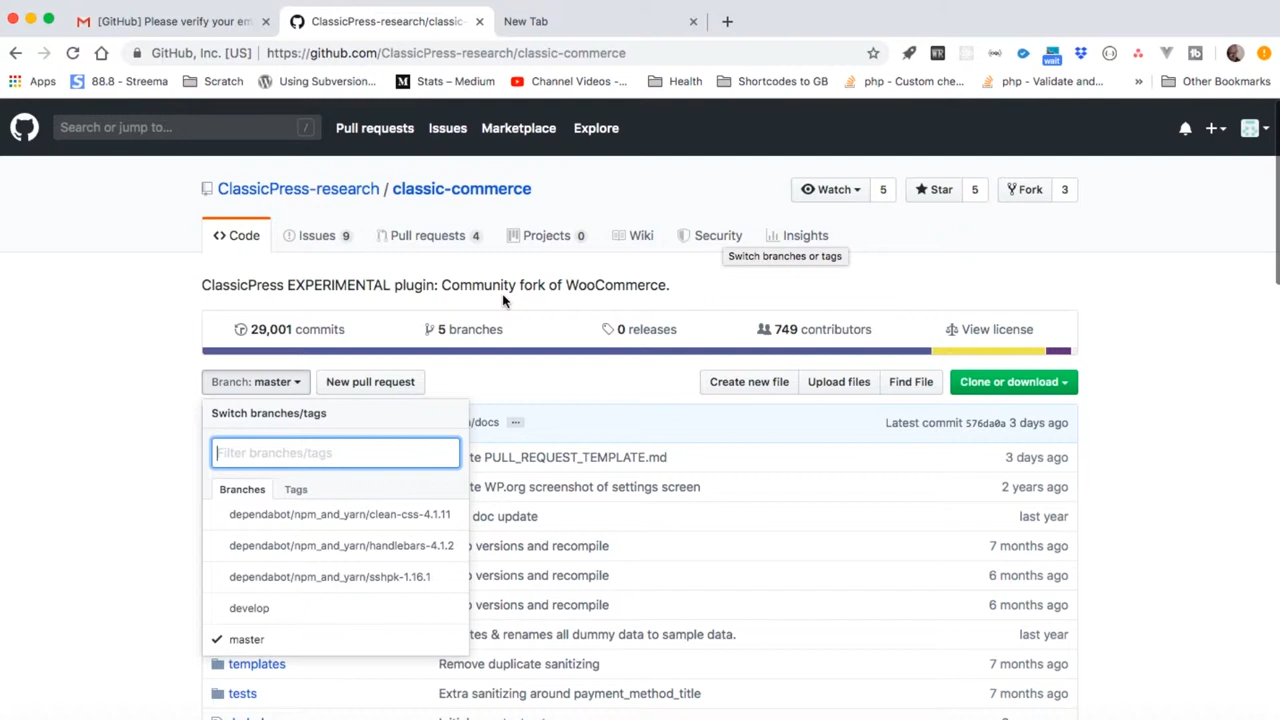 [GitHub] Please verify your em
ClassicPress-research/classic-
New Tab
GitHub, Inc. [US]
https://github.com/ClassicPress-research/classic-commerce
WR
wait
Apps
88.8 - Streema
Scratch
Using Subversion...
Stats – Medium
Channel Videos -...
Health
Shortcodes to GB
php - Custom che...
php - Validate and...
»
Other Bookmarks
Search or jump to...
/
Pull requests
Issues
Marketplace
Explore
ClassicPress-research / classic-commerce
Watch 5
Star 5
Fork 3
Code
Issues 9
Pull requests 4
Projects 0
Wiki
Security
Insights
Switch branches or tags
ClassicPress EXPERIMENTAL plugin: Community fork of WooCommerce.
29,001 commits
5 branches
0 releases
749 contributors
View license
Branch: master
New pull request
Create new file
Upload files
Find File
Clone or download
Switch branches/tags
Filter branches/tags
Branches
Tags
dependabot/npm_and_yarn/clean-css-4.1.11
dependabot/npm_and_yarn/handlebars-4.1.2
dependabot/npm_and_yarn/sshpk-1.16.1
develop
master
/docs
Latest commit 576da0a 3 days ago
te PULL_REQUEST_TEMPLATE.md
3 days ago
te WP.org screenshot of settings screen
2 years ago
doc update
last year
versions and recompile
7 months ago
versions and recompile
6 months ago
versions and recompile
6 months ago
tes & renames all dummy data to sample data.
last year
templates
Remove duplicate sanitizing
7 months ago
tests
Extra sanitizing around payment_method_title
7 months ago